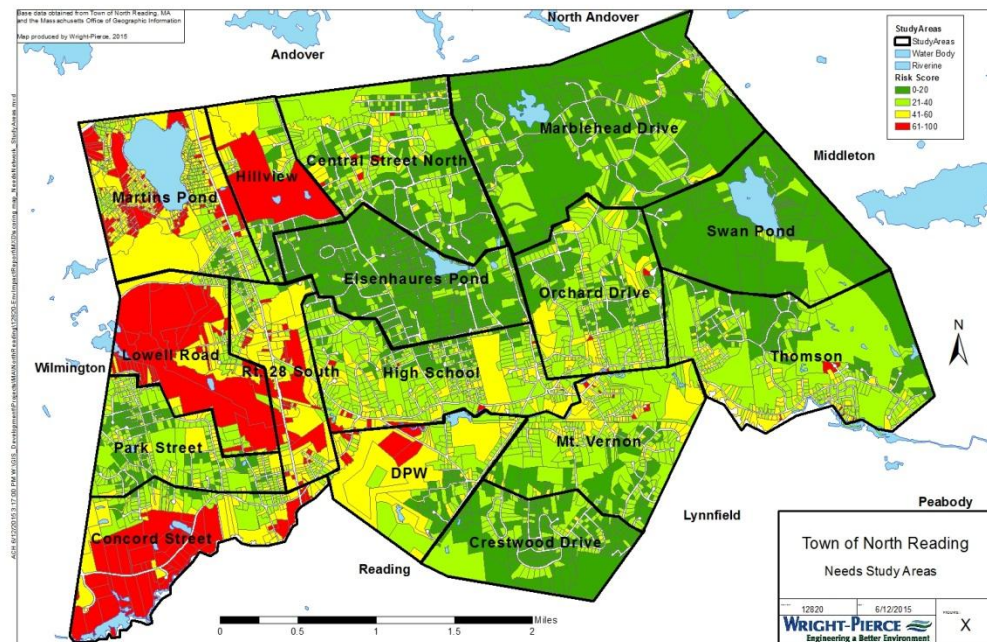 Base data obtained from Town of North Reading, MA
and the Massachusetts Office of Geographic Information
Map produced by Wright-Pierce, 2015
North Andover
Andover
StudyAreas
StudyAreas
Water Body
Riverine
Risk Score
0-20
21-40
41-60
61-100
Marblehead Drive
Central Street North
Middleton
Hillview
Martins Pond
Swan Pond
Eisenhaures Pond
Orchard Drive
N
Lowell Road
Thomson
Wilmington
Rt. 28 South
High School
Park Street
Mt. Vernon
DPW
Peabody
Lynnfield
Concord Street
Crestwood Drive
Reading
Town of North Reading
Needs Study Areas
Miles
0 0.5 1 1.5 2
12820
6/12/2015
X
WRIGHT-PIERCE
Engineering a Better Environment